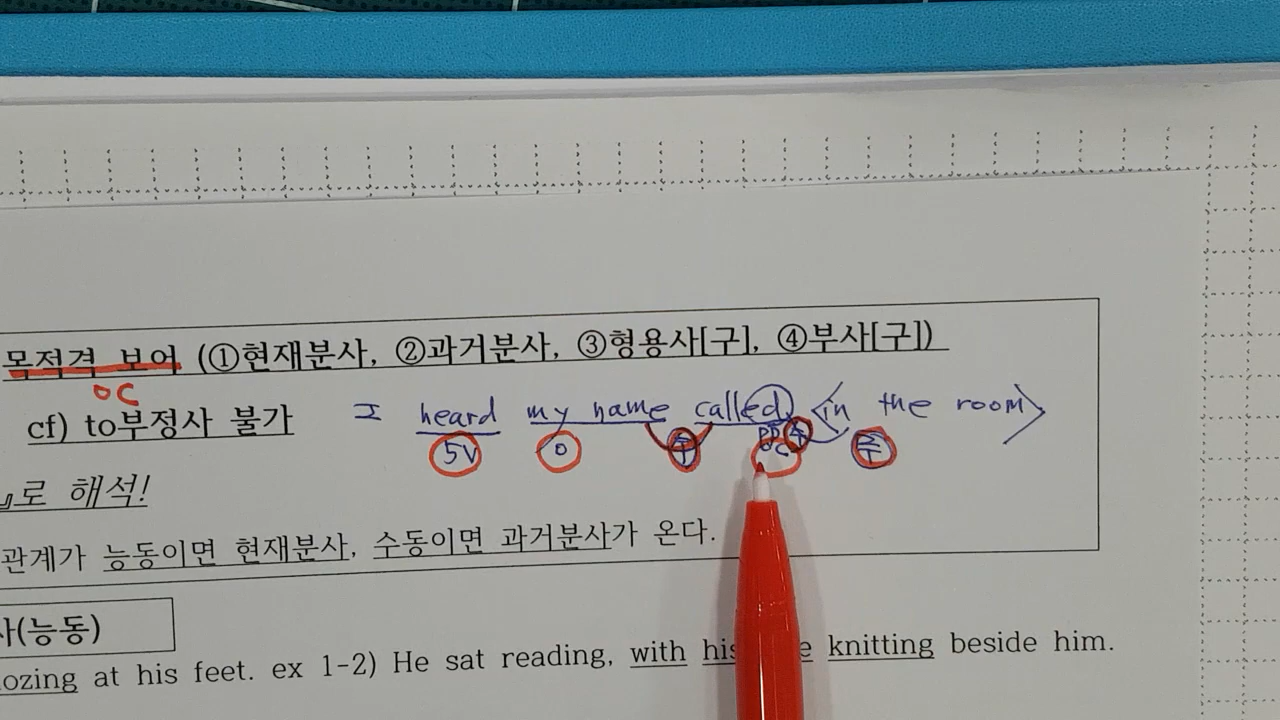 목적격 보어 (①현재분사, ②과거분사, ③형용사[구], ④부사[구])
OC
cf) to부정사 불가
I heard my name called, <in the room>
5V O OC
』로 해석!
관계가 능동이면 현재분사, 수동이면 과거분사가 온다.
사(능동)
ozing at his feet. ex 1-2) He sat reading, with his knitting beside him.